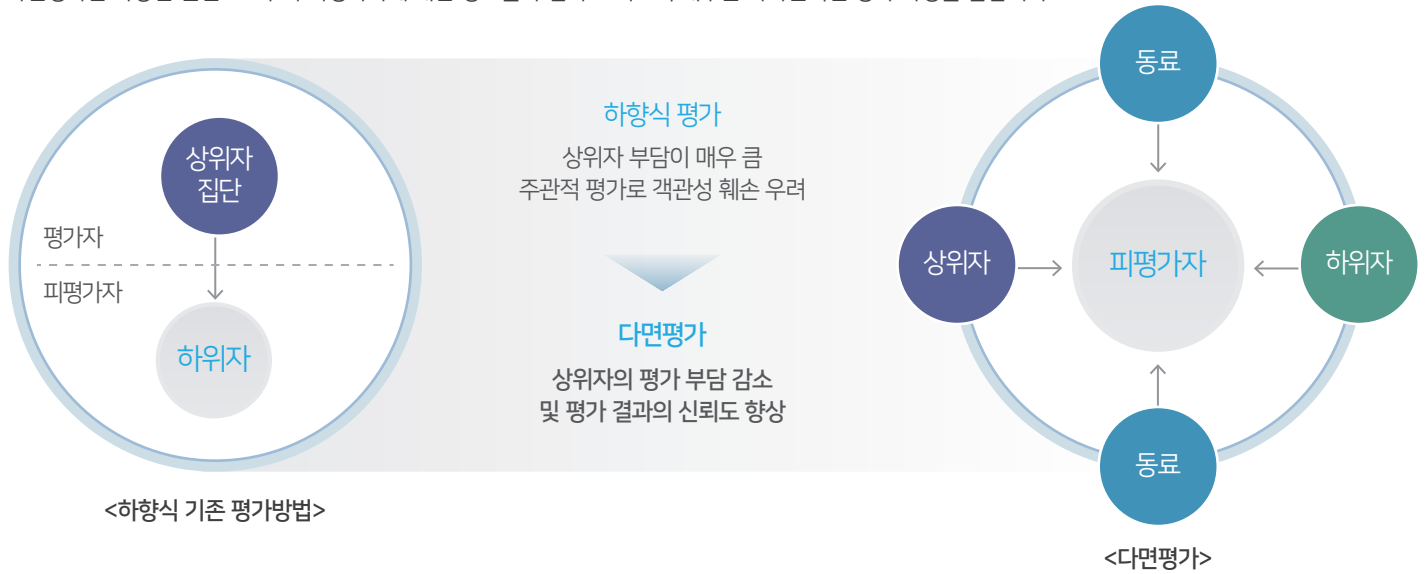 상위자
집단
평가자
피평가자
하위자
<하향식 기존 평가방법>
하향식 평가
상위자 부담이 매우 큼
주관적 평가로 객관성 훼손 우려
다면평가
상위자의 평가 부담 감소
및 평가 결과의 신뢰도 향상
동료
상위자
피평가자
하위자
동료
<다면평가>